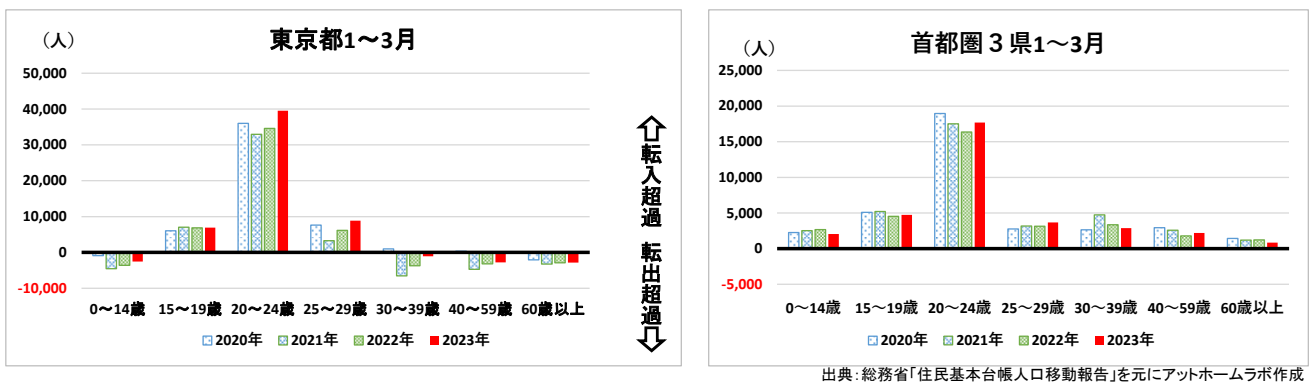 東京都1～3月
（人）
50,000
40,000
30,000
20,000
10,000
0
-10,000
0～14歳 15～19歳 20～24歳 25～29歳 30～39歳 40～59歳 60歳以上
2020年 2021年 2022年 2023年
転入超過
転出超過
首都圏３県1～3月
（人）
25,000
20,000
15,000
10,000
5,000
0
-5,000
0～14歳 15～19歳 20～24歳 25～29歳 30～39歳 40～59歳 60歳以上
2020年 2021年 2022年 2023年
出典：総務省「住民基本台帳人口移動報告」を元にアットホームラボ作成